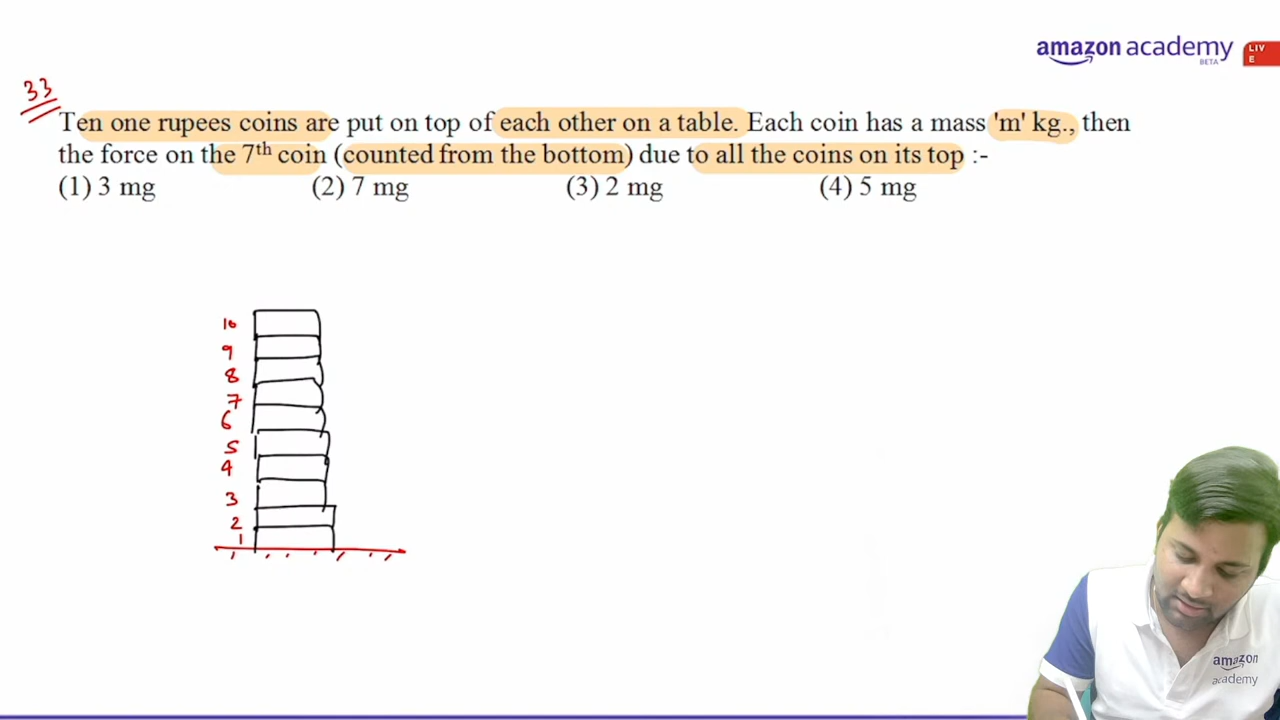 amazon academy
BETA
LIV
E
33
Ten one rupees coins are put on top of each other on a table. Each coin has a mass 'm' kg., then
the force on the 7th coin (counted from the bottom) due to all the coins on its top :-
(1) 3 mg (2) 7 mg (3) 2 mg (4) 5 mg
10
9
8
7
6
5
4
3
2
1
amazon
academy